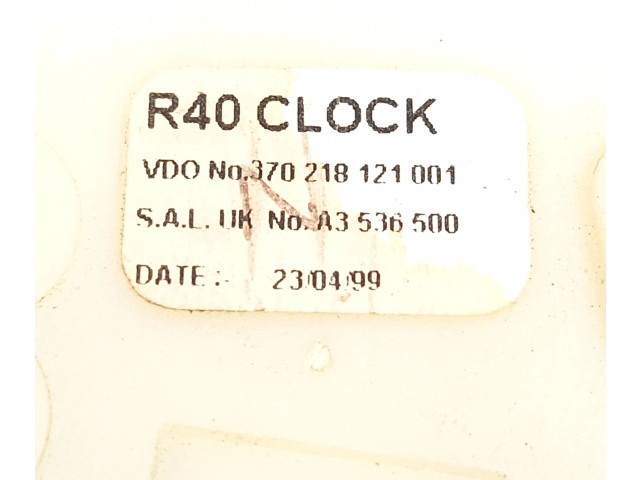 R40 CLOCK
VDO No.370 218 121 001
S.A.L. UK No. A3 536 500
DATE :- 23/04/99